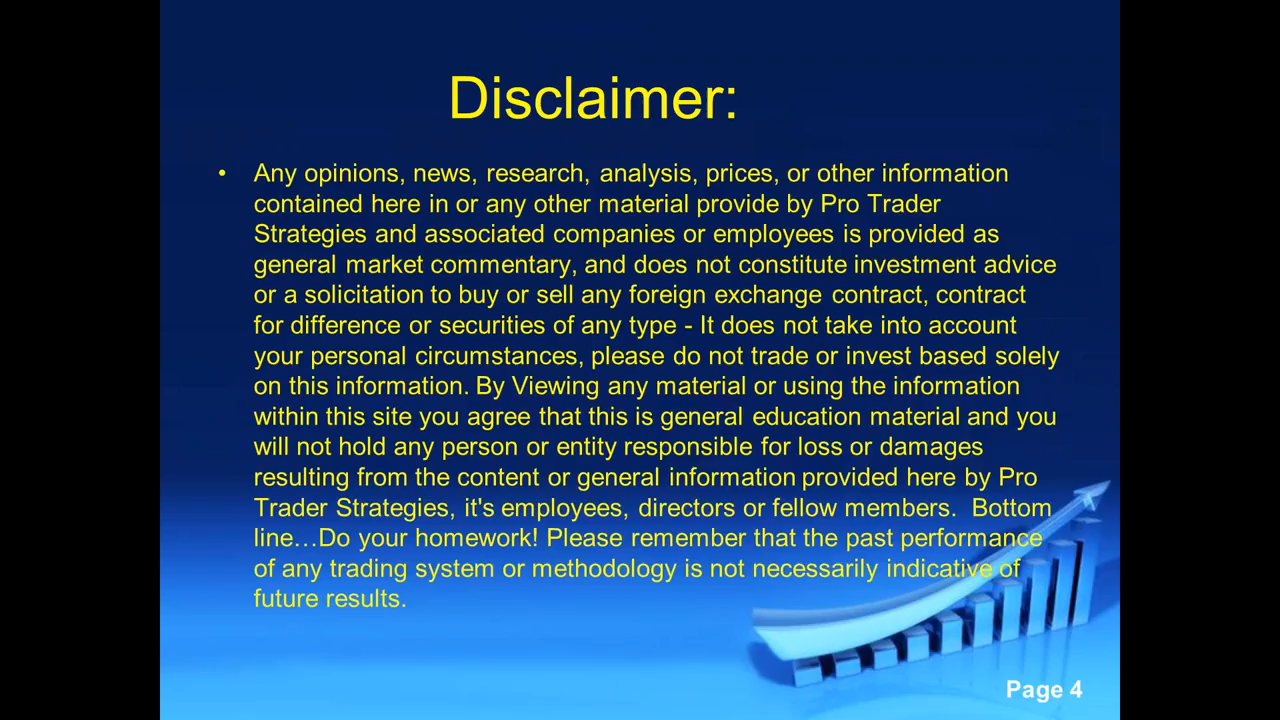 Disclaimer:
• Any opinions, news, research, analysis, prices, or other information
contained here in or any other material provide by Pro Trader
Strategies and associated companies or employees is provided as
general market commentary, and does not constitute investment advice
or a solicitation to buy or sell any foreign exchange contract, contract
for difference or securities of any type - It does not take into account
your personal circumstances, please do not trade or invest based solely
on this information. By Viewing any material or using the information
within this site you agree that this is general education material and you
will not hold any person or entity responsible for loss or damages
resulting from the content or general information provided here by Pro
Trader Strategies, it's employees, directors or fellow members.  Bottom
line…Do your homework! Please remember that the past performance
of any trading system or methodology is not necessarily indicative of
future results.
Page 4